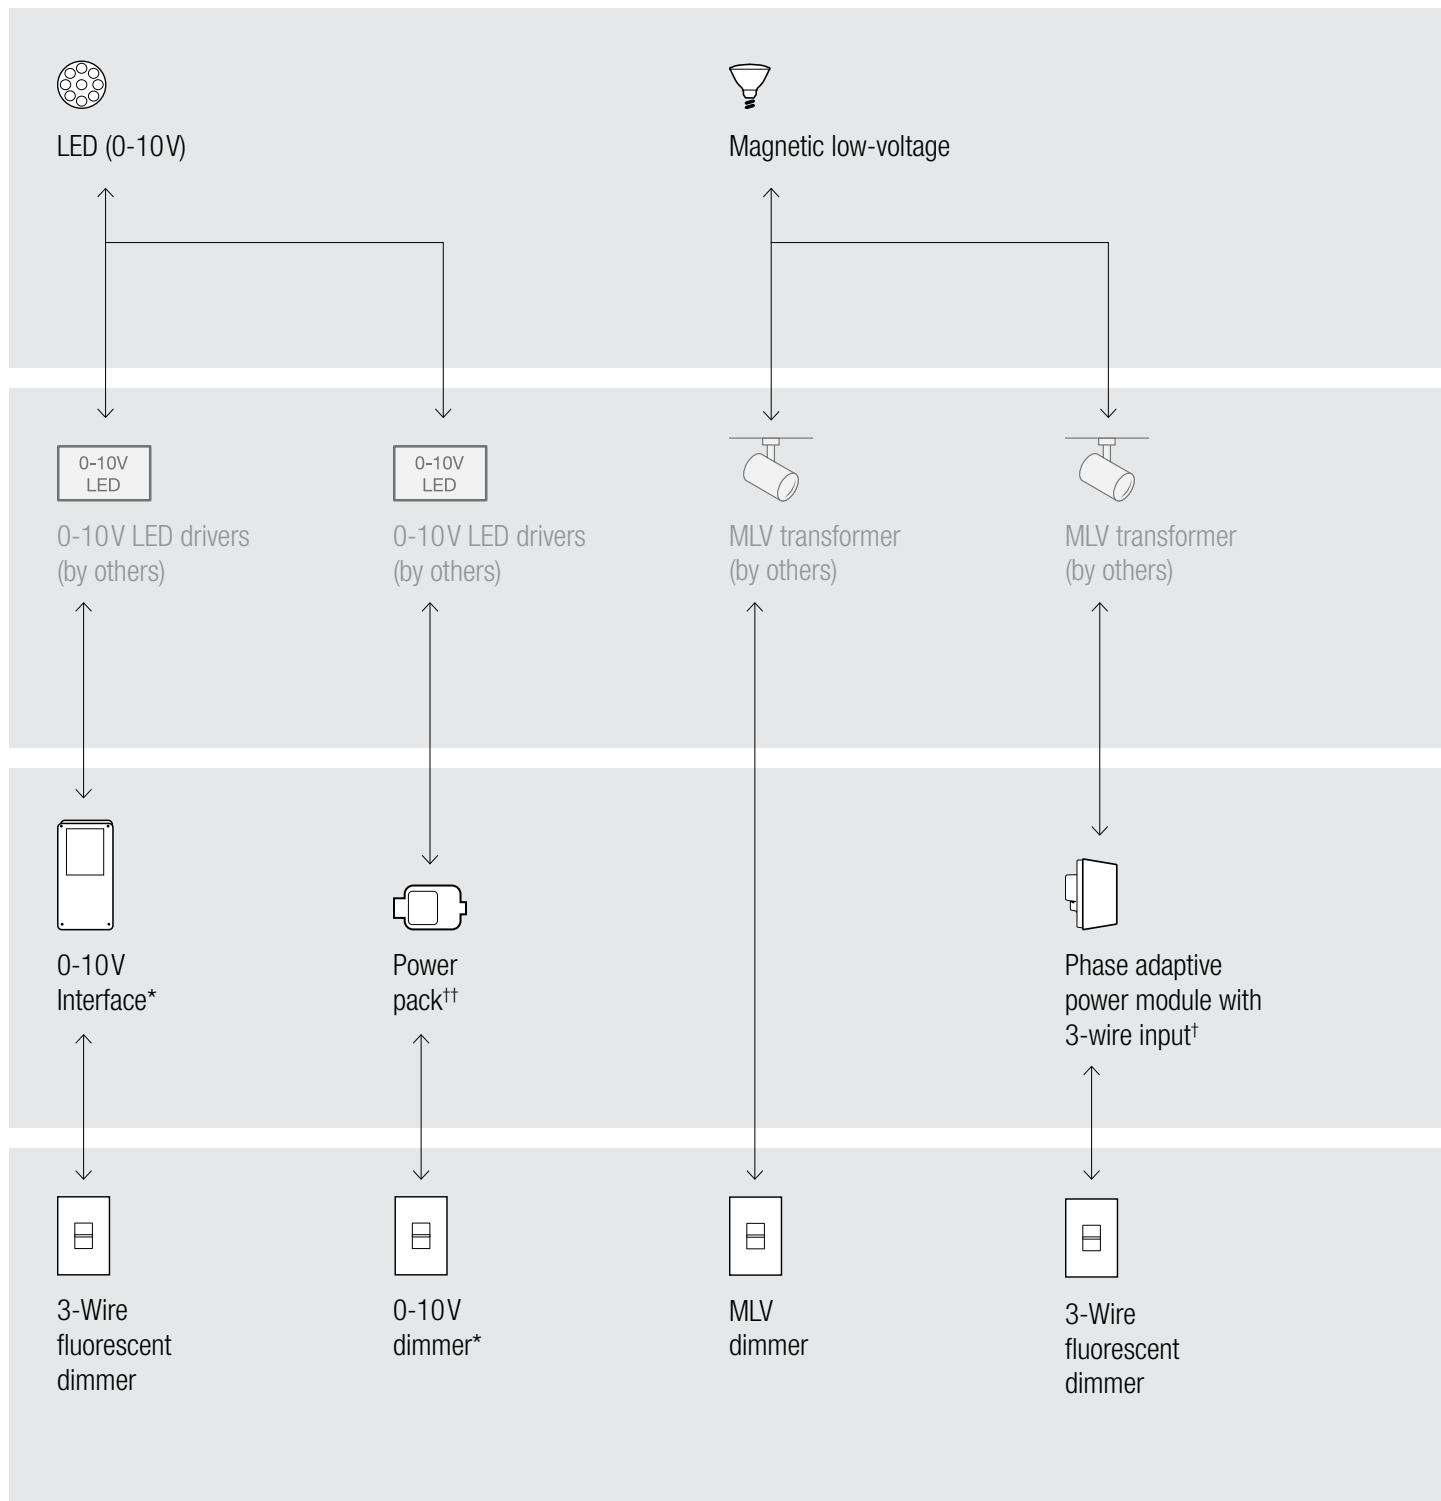 LED (0-10V)
Magnetic low-voltage
0-10V
LED
0-10V
LED
0-10V LED drivers
(by others)
0-10V LED drivers
(by others)
MLV transformer
(by others)
MLV transformer
(by others)
0-10V
Interface*
Power
pack††
Phase adaptive
power module with
3-wire input†
3-Wire
fluorescent
dimmer
0-10V
dimmer*
MLV
dimmer
3-Wire
fluorescent
dimmer